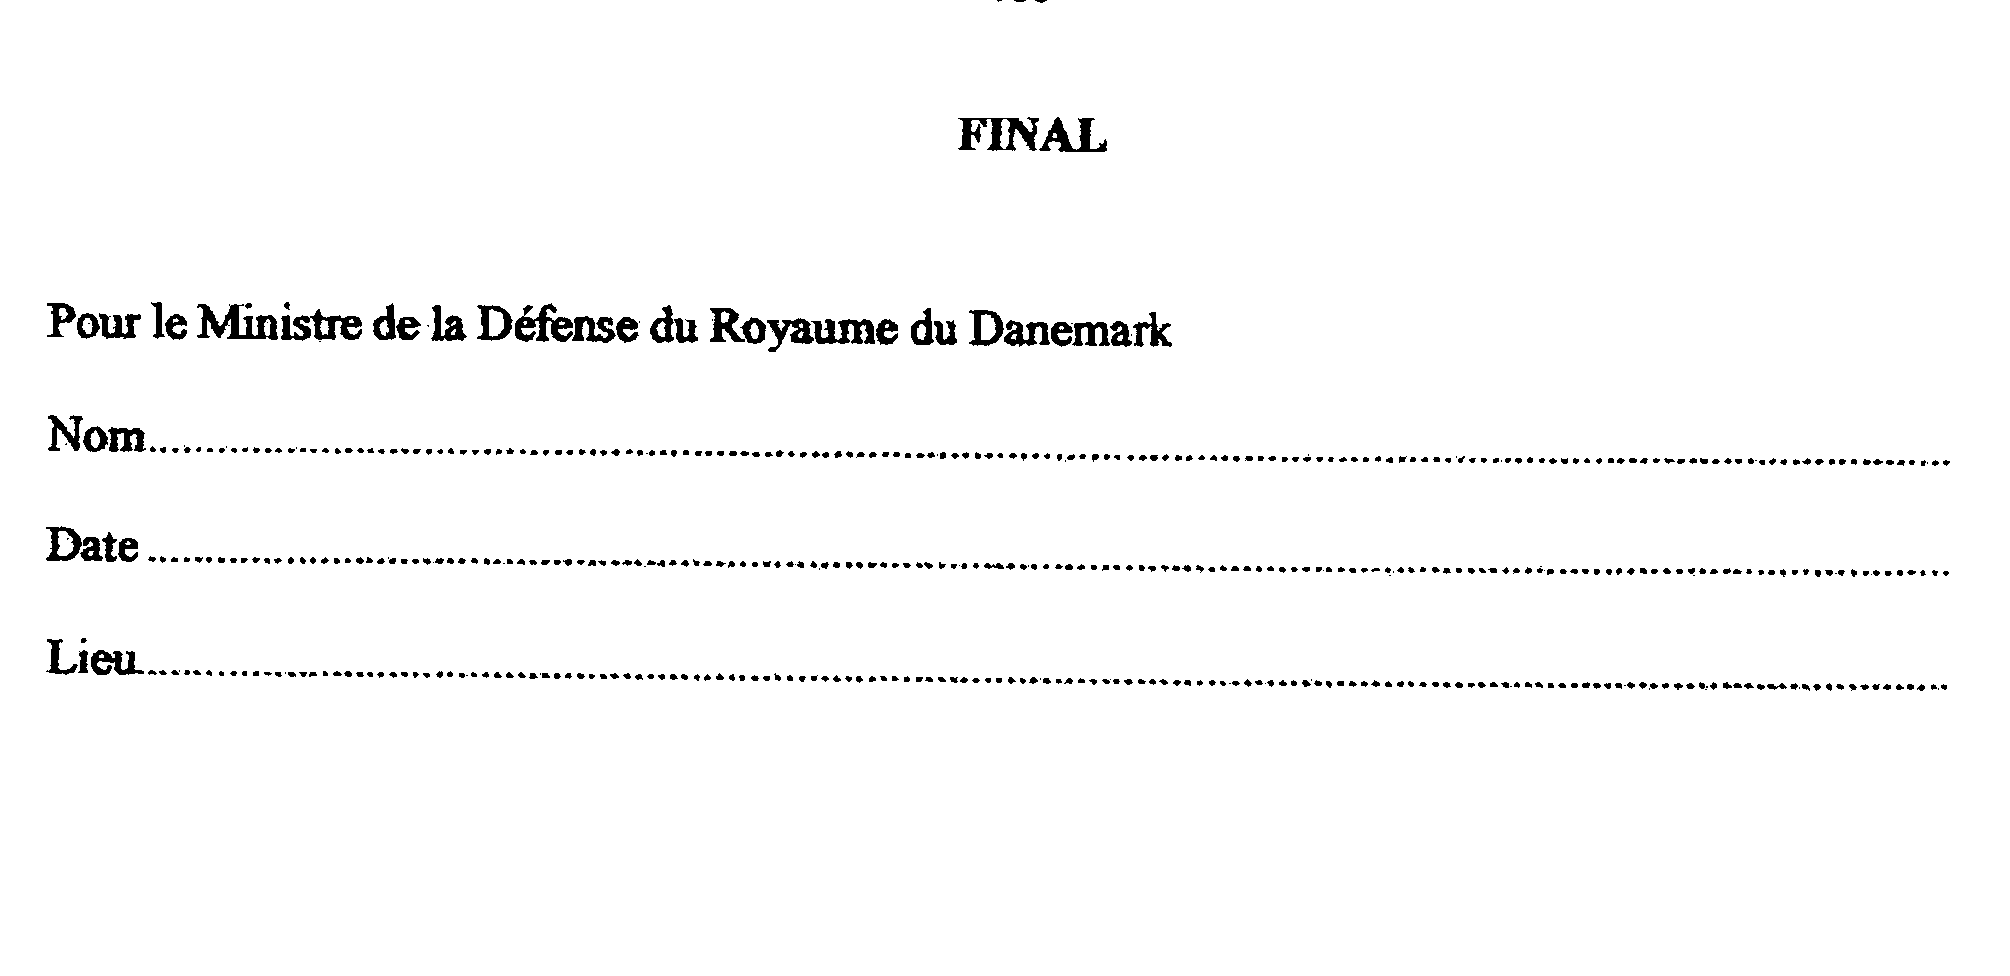 FINAL
Pour le Ministre de la Défense du Royaume du Danemark
Nom..........................................................................................................
Date ..........................................................................................................
Lieu..........................................................................................................